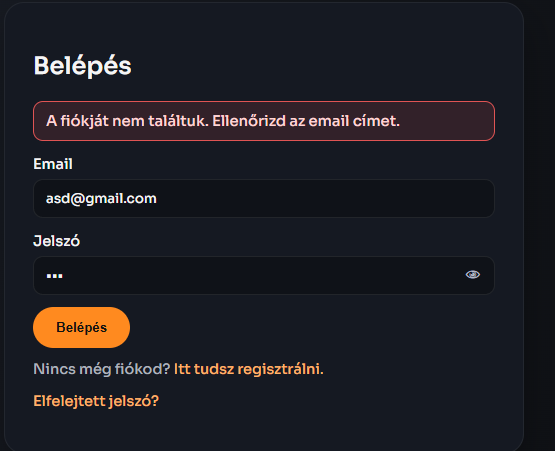 Belépés
A fiókját nem találtuk. Ellenőrizd az email címet.
Email
asd@gmail.com
Jelszó
•••
Belépés
Nincs még fiókod? Itt tudsz regisztrálni.
Elfelejtett jelszó?